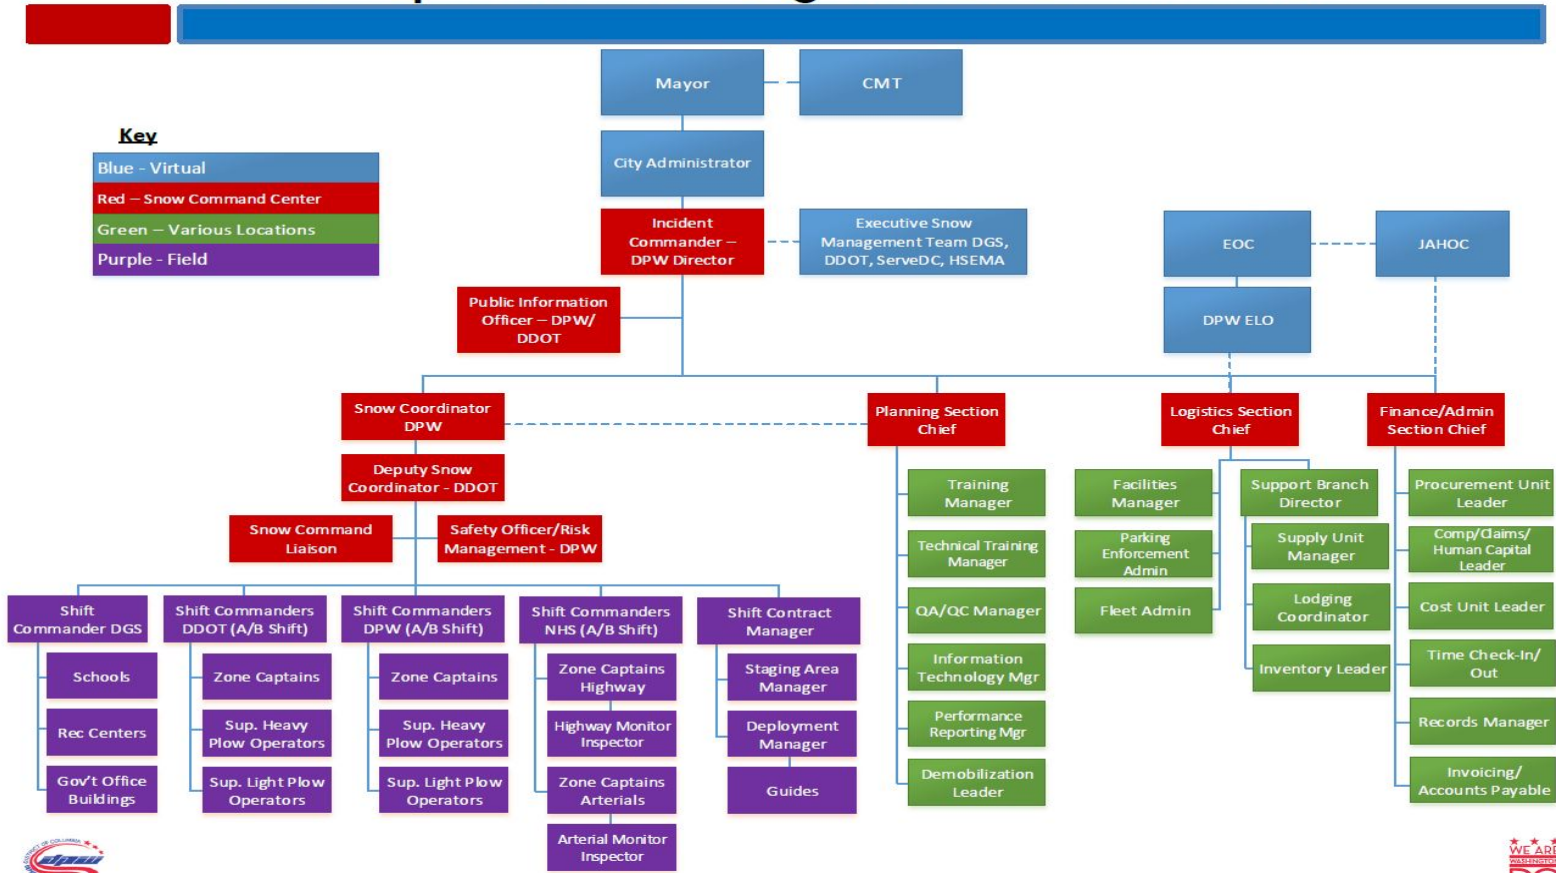 Mayor
CMT
Key
Blue - Virtual
Red – Snow Command Center
Green – Various Locations
Purple - Field
City Administrator
Incident
Commander –
DPW Director
Executive Snow
Management Team DGS,
DDOT, ServeDC, HSEMA
EOC
JAHOC
Public Information
Officer – DPW/
DDOT
DPW ELO
Snow Coordinator
DPW
Planning Section
Chief
Logistics Section
Chief
Finance/Admin
Section Chief
Deputy Snow
Coordinator - DDOT
Snow Command
Liaison
Safety Officer/Risk
Management - DPW
Shift
Commander DGS
Schools
Rec Centers
Gov't Office
Buildings
Shift Commanders
DDOT (A/B Shift)
Zone Captains
Sup. Heavy
Plow Operators
Sup. Light Plow
Operators
Shift Commanders
DPW (A/B Shift)
Zone Captains
Sup. Heavy
Plow Operators
Sup. Light Plow
Operators
Shift Commanders
NHS (A/B Shift)
Zone Captains
Highway
Highway Monitor
Inspector
Zone Captains
Arterials
Arterial Monitor
Inspector
Shift Contract
Manager
Staging Area
Manager
Deployment
Manager
Guides
Training
Manager
Technical Training
Manager
QA/QC Manager
Information
Technology Mgr
Performance
Reporting Mgr
Demobilization
Leader
Facilities
Manager
Parking
Enforcement
Admin
Fleet Admin
Support Branch
Director
Supply Unit
Manager
Lodging
Coordinator
Inventory Leader
Procurement Unit
Leader
Comp/Claims/
Human Capital
Leader
Cost Unit Leader
Time Check-In/
Out
Records Manager
Invoicing/
Accounts Payable
DISTRICT OF COLUMBIA
dpw
WE ARE
WASHINGTON